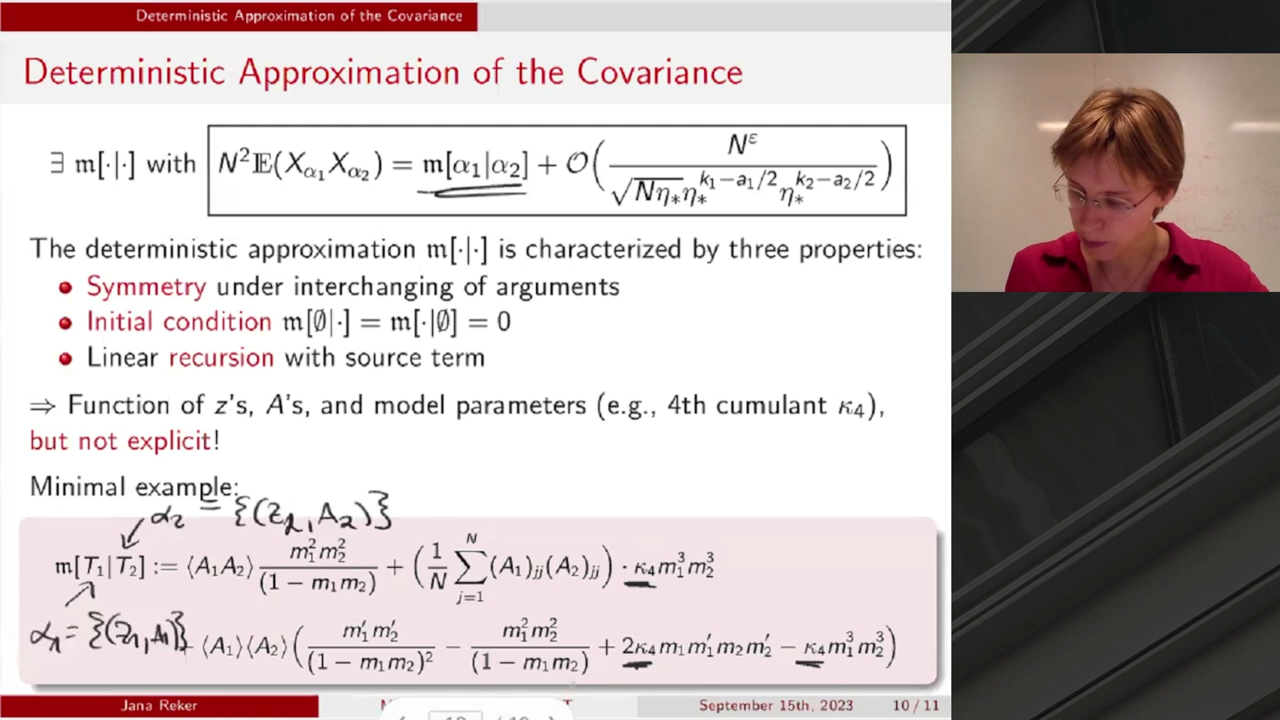 Deterministic Approximation of the Covariance
Deterministic Approximation of the Covariance
∃ m[·|·] with N²𝔼(X_{α₁}X_{α₂}) = m[α₁|α₂] + 𝒪(N^ε / (√(Nη_*) η_*^{k₁−a₁/2} η_*^{k₂−a₂/2}))
The deterministic approximation m[·|·] is characterized by three properties:
• Symmetry under interchanging of arguments
• Initial condition m[∅|·] = m[·|∅] = 0
• Linear recursion with source term
⇒ Function of z's, A's, and model parameters (e.g., 4th cumulant κ₄),
but not explicit!
Minimal example:
α₂ = {(z₂, A₂)}
m[T₁|T₂] := ⟨A₁A₂⟩ m₁²m₂² / (1 − m₁m₂) + (1/N ∑_{j=1}^{N} (A₁)_{jj}(A₂)_{jj}) · κ₄m₁³m₂³
α₁ = {(z₁, A₁)}
+ ⟨A₁⟩⟨A₂⟩(m₁′m₂′ / (1 − m₁m₂)² − m₁²m₂² / (1 − m₁m₂) + 2κ₄m₁m₁′m₂m₂′ − κ₄m₁³m₂³)
Jana Reker
September 15th, 2023
10 / 11